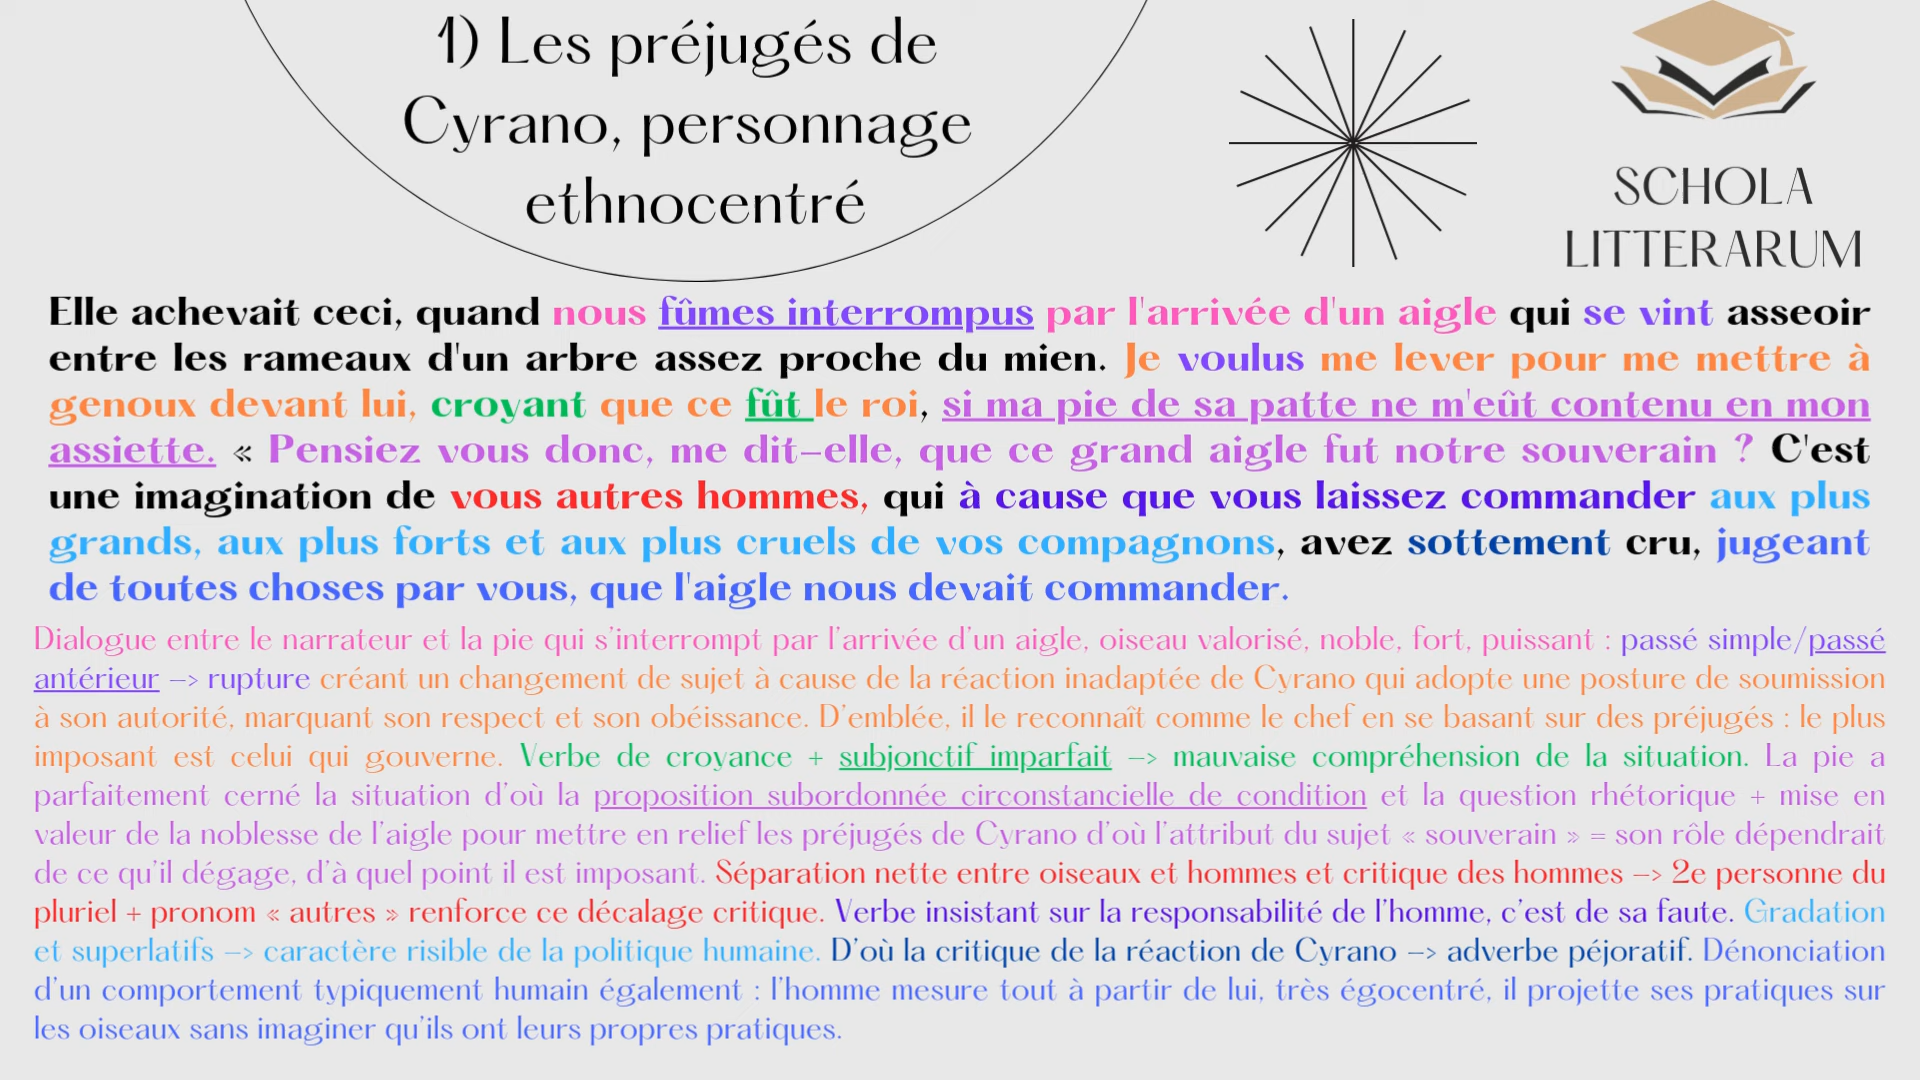 1) Les préjugés de
Cyrano, personnage
ethnocentré
SCHOLA
LITTERARUM
Elle achevait ceci, quand nous fûmes interrompus par l'arrivée d'un aigle qui se vint asseoir
entre les rameaux d'un arbre assez proche du mien. Je voulus me lever pour me mettre à
genoux devant lui, croyant que ce fût le roi, si ma pie de sa patte ne m'eût contenu en mon
assiette. « Pensiez vous donc, me dit-elle, que ce grand aigle fut notre souverain ? C'est
une imagination de vous autres hommes, qui à cause que vous laissez commander aux plus
grands, aux plus forts et aux plus cruels de vos compagnons, avez sottement cru, jugeant
de toutes choses par vous, que l'aigle nous devait commander.
Dialogue entre le narrateur et la pie qui s'interrompt par l'arrivée d'un aigle, oiseau valorisé, noble, fort, puissant : passé simple/passé
antérieur -> rupture créant un changement de sujet à cause de la réaction inadaptée de Cyrano qui adopte une posture de soumission
à son autorité, marquant son respect et son obéissance. D'emblée, il le reconnaît comme le chef en se basant sur des préjugés : le plus
imposant est celui qui gouverne. Verbe de croyance + subjonctif imparfait -> mauvaise compréhension de la situation. La pie a
parfaitement cerné la situation d'où la proposition subordonnée circonstancielle de condition et la question rhétorique + mise en
valeur de la noblesse de l'aigle pour mettre en relief les préjugés de Cyrano d'où l'attribut du sujet « souverain » = son rôle dépendrait
de ce qu'il dégage, d'à quel point il est imposant. Séparation nette entre oiseaux et hommes et critique des hommes -> 2e personne du
pluriel + pronom « autres » renforce ce décalage critique. Verbe insistant sur la responsabilité de l'homme, c'est de sa faute. Gradation
et superlatifs -> caractère risible de la politique humaine. D'où la critique de la réaction de Cyrano -> adverbe péjoratif. Dénonciation
d'un comportement typiquement humain également : l'homme mesure tout à partir de lui, très égocentré, il projette ses pratiques sur
les oiseaux sans imaginer qu'ils ont leurs propres pratiques.